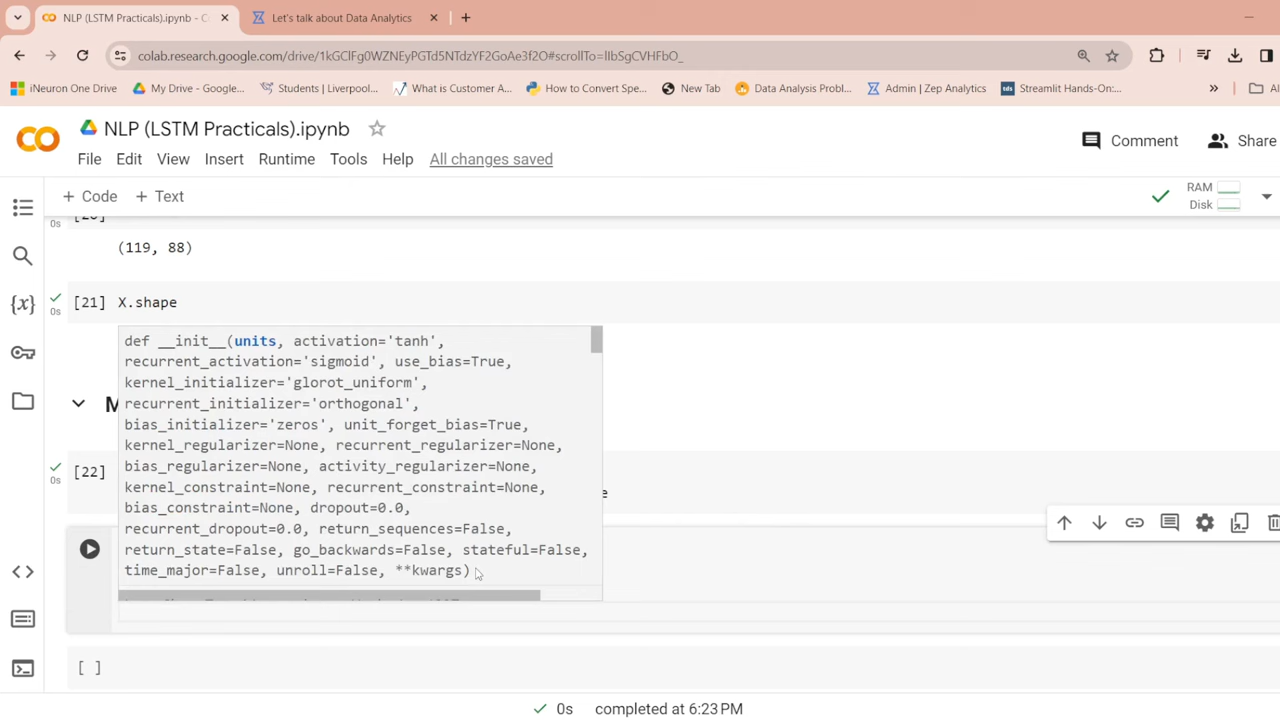 NLP (LSTM Practicals).ipynb - C
Let's talk about Data Analytics
colab.research.google.com/drive/1kGClFg0WZNEyPGTd5NTdzYF2GoAe3f2O#scrollTo=lIbSgCVHFbO_
iNeuron One Drive
My Drive - Google...
Students | Liverpool...
What is Customer A...
How to Convert Spe...
New Tab
Data Analysis Probl...
Admin | Zep Analytics
Streamlit Hands-On:...
NLP (LSTM Practicals).ipynb
Comment
Share
File Edit View Insert Runtime Tools Help All changes saved
+ Code + Text
RAM
Disk
0s
(119, 88)
[21] X.shape
0s
def __init__(units, activation='tanh',
recurrent_activation='sigmoid', use_bias=True,
kernel_initializer='glorot_uniform',
recurrent_initializer='orthogonal',
bias_initializer='zeros', unit_forget_bias=True,
kernel_regularizer=None, recurrent_regularizer=None,
bias_regularizer=None, activity_regularizer=None,
kernel_constraint=None, recurrent_constraint=None,
bias_constraint=None, dropout=0.0,
recurrent_dropout=0.0, return_sequences=False,
return_state=False, go_backwards=False, stateful=False,
time_major=False, unroll=False, **kwargs)
M
[22]
0s
e
[ ]
0s completed at 6:23 PM